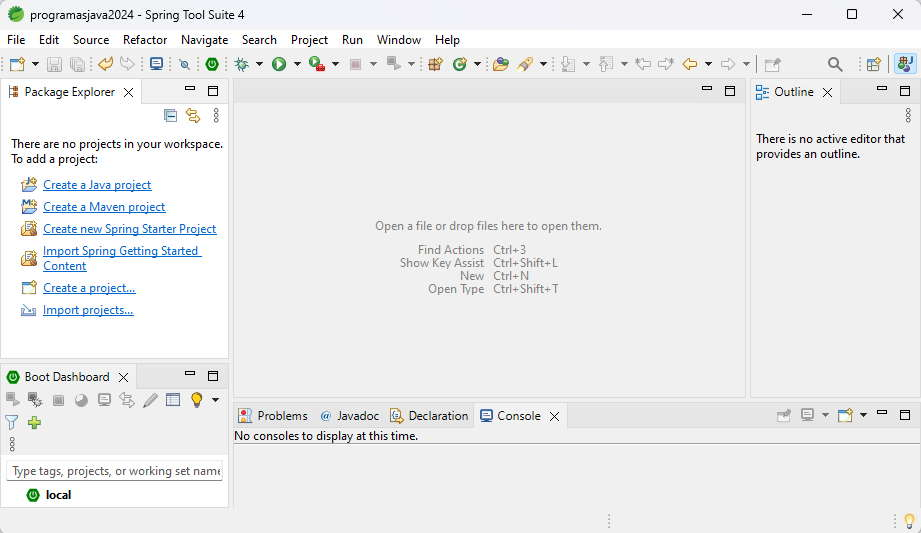 programasjava2024 - Spring Tool Suite 4
File Edit Source Refactor Navigate Search Project Run Window Help
Package Explorer
There are no projects in your workspace.
To add a project:
Create a Java project
Create a Maven project
Create new Spring Starter Project
Import Spring Getting Started
Content
Create a project...
Import projects...
Open a file or drop files here to open them.
Find Actions Ctrl+3
Show Key Assist Ctrl+Shift+L
New Ctrl+N
Open Type Ctrl+Shift+T
Outline
There is no active editor that
provides an outline.
Boot Dashboard
Type tags, projects, or working set name
local
Problems @ Javadoc Declaration Console
No consoles to display at this time.